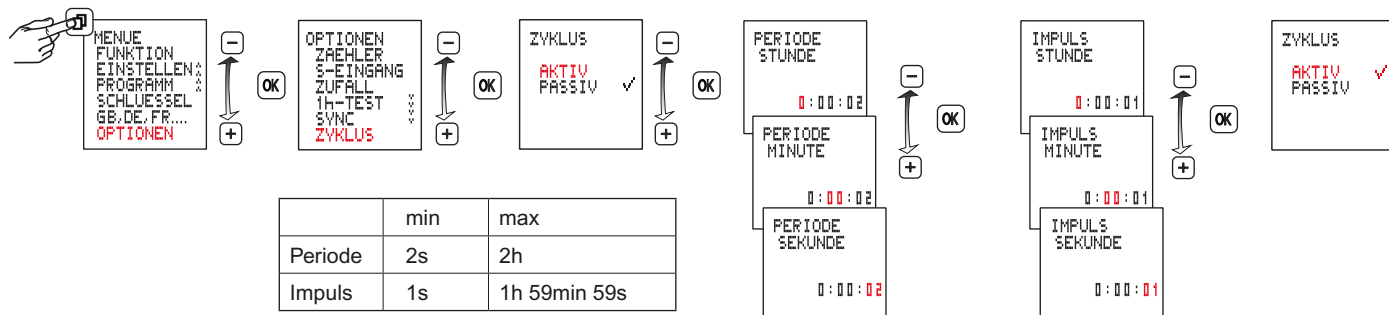 MENUE
FUNKTION
EINSTELLEN
PROGRAMM
SCHLUESSEL
GB,DE,FR....
OPTIONEN
−
OK
+
OPTIONEN
ZAEHLER
S-EINGANG
ZUFALL
1h-TEST
SYNC
ZYKLUS
−
OK
+
ZYKLUS
AKTIV
PASSIV ✓
−
OK
+
PERIODE
STUNDE
0:00:02
PERIODE
MINUTE
0:00:02
PERIODE
SEKUNDE
0:00:02
−
OK
+
IMPULS
STUNDE
0:00:01
IMPULS
MINUTE
0:00:01
IMPULS
SEKUNDE
0:00:01
−
OK
+
ZYKLUS
AKTIV ✓
PASSIV
min max
Periode 2s 2h
Impuls 1s 1h 59min 59s